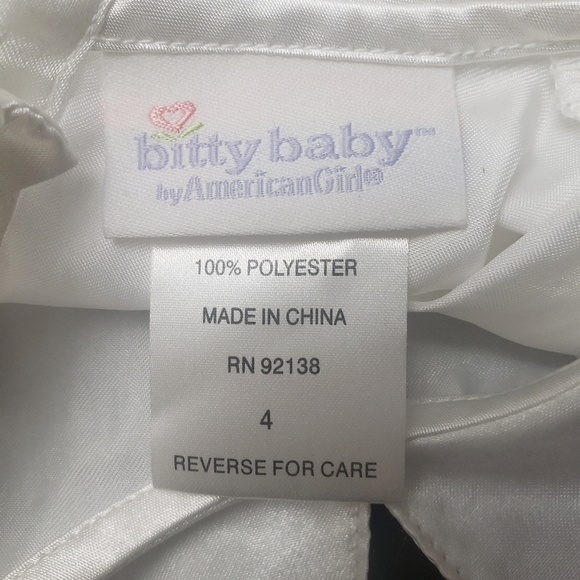 bitty baby™
by American Girl®
100% POLYESTER
MADE IN CHINA
RN 92138
4
REVERSE FOR CARE